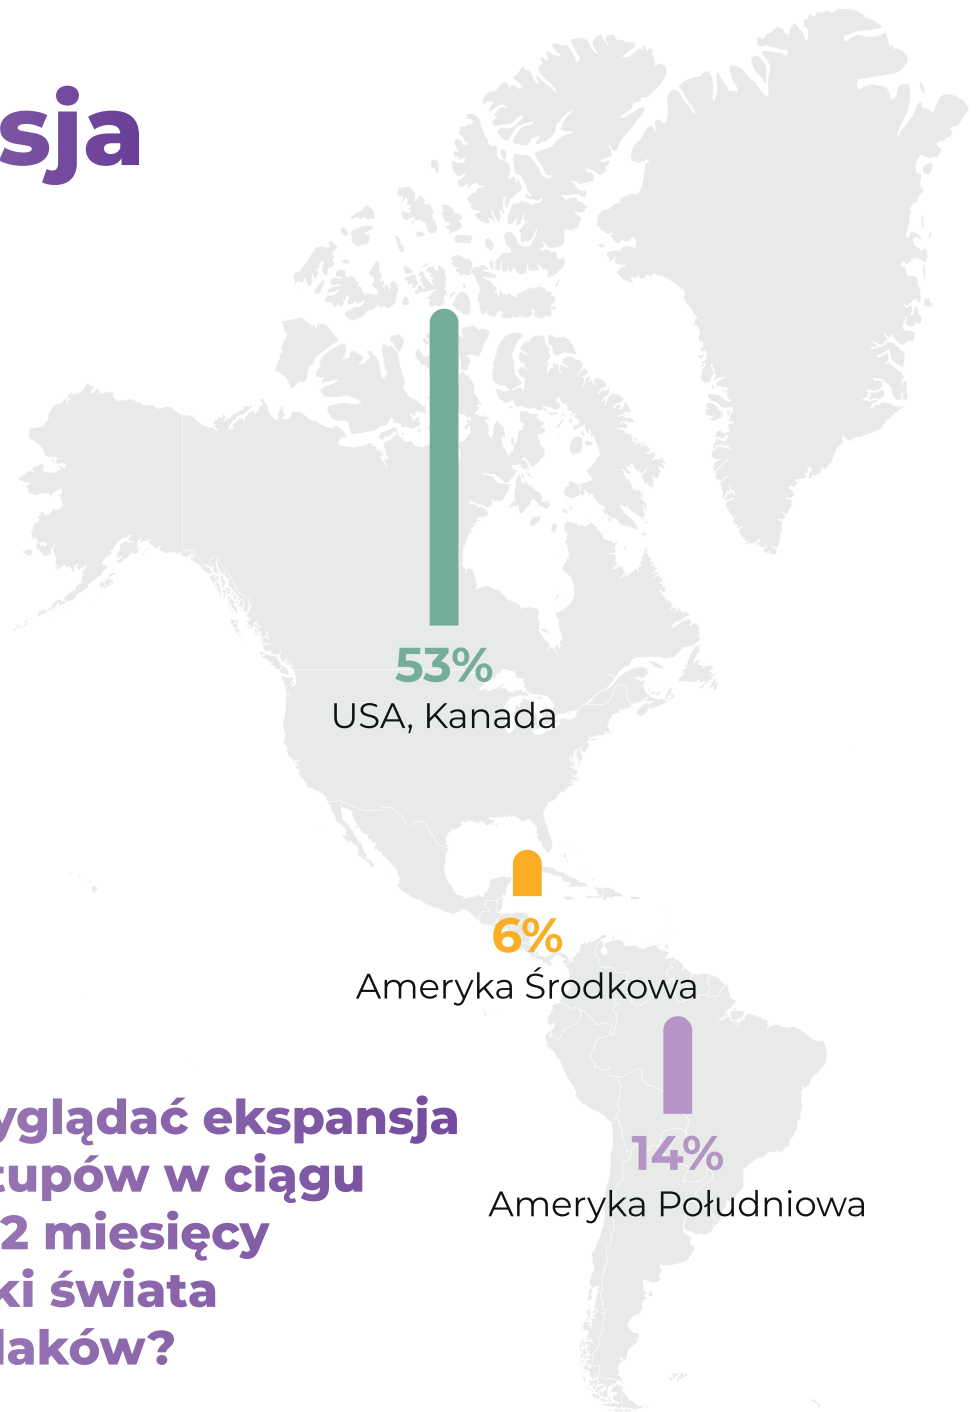 sja
53%
USA, Kanada
6%
Ameryka Środkowa
14%
Ameryka Południowa
yglądać ekspansja
tupów w ciągu
2 miesięcy
ki świata
laków?